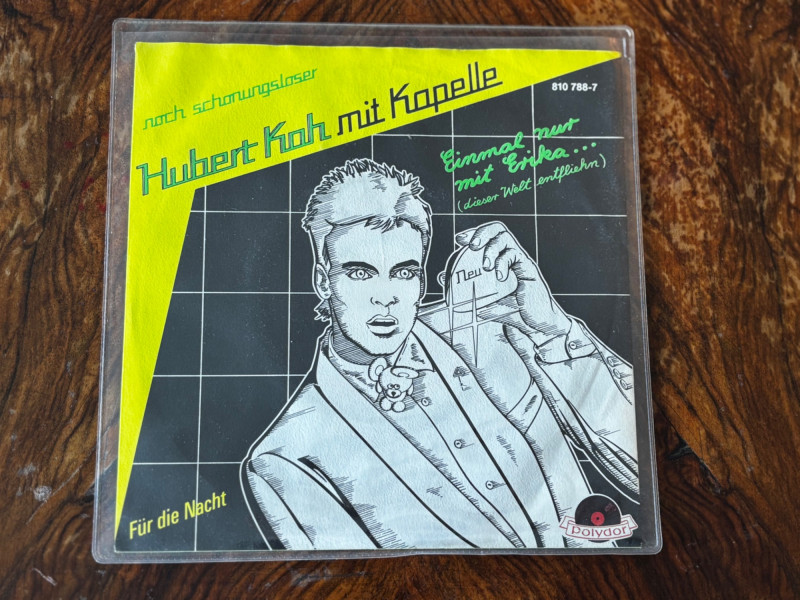 noch schonungsloser
Hubert Kah mit Kapelle
810 788-7
Einmal nur
mit Erika...
(dieser Welt entfliehn)
Neu
Für die Nacht
polydor